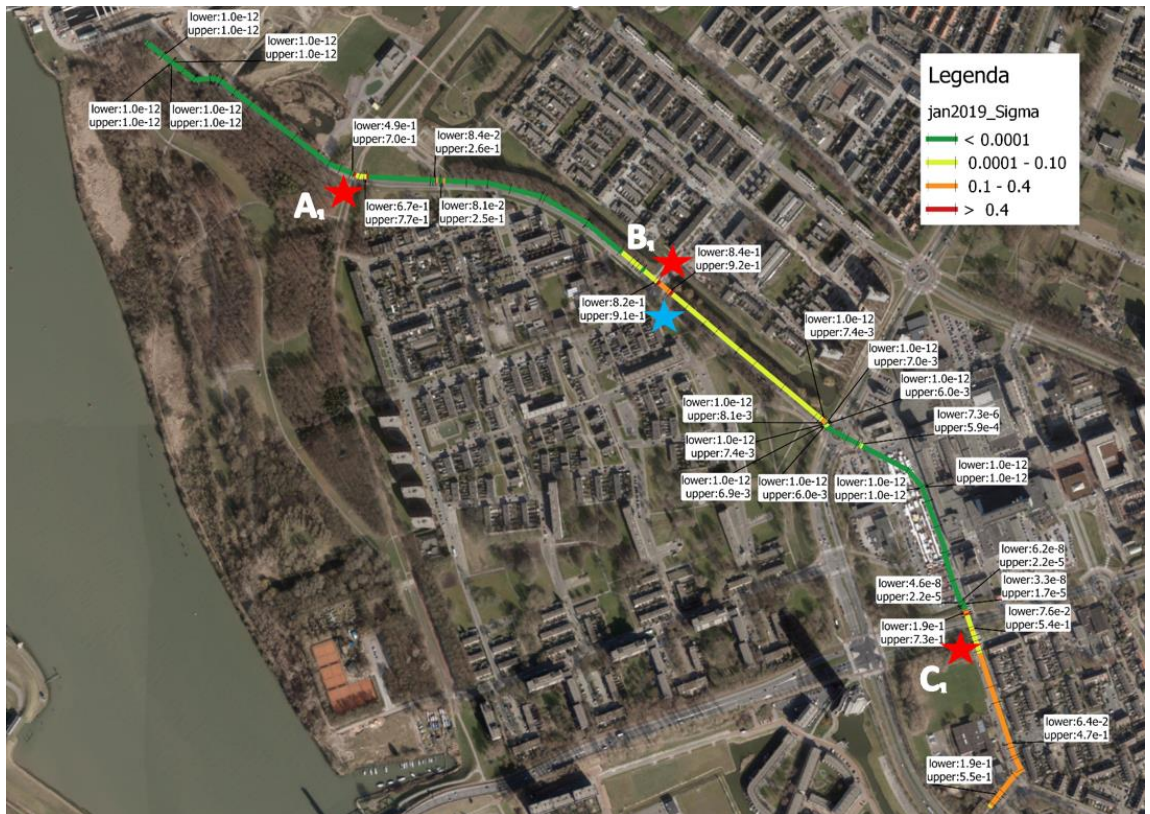 lower:1.0e-12
upper:1.0e-12
lower:1.0e-12
upper:1.0e-12
lower:1.0e-12
upper:1.0e-12
lower:1.0e-12
upper:1.0e-12
Legenda
jan2019_Sigma
< 0.0001
0.0001 - 0.10
0.1 - 0.4
> 0.4
lower:4.9e-1
upper:7.0e-1
lower:8.4e-2
upper:2.6e-1
A1
lower:6.7e-1
upper:7.7e-1
lower:8.1e-2
upper:2.5e-1
B1
lower:8.4e-1
upper:9.2e-1
lower:8.2e-1
upper:9.1e-1
lower:1.0e-12
upper:7.4e-3
lower:1.0e-12
upper:7.0e-3
lower:1.0e-12
upper:6.0e-3
lower:1.0e-12
upper:8.1e-3
lower:7.3e-6
upper:5.9e-4
lower:1.0e-12
upper:7.4e-3
lower:1.0e-12
upper:1.0e-12
lower:1.0e-12
upper:6.9e-3
lower:1.0e-12
upper:6.0e-3
lower:1.0e-12
upper:1.0e-12
lower:6.2e-8
upper:2.2e-5
lower:4.6e-8
upper:2.2e-5
lower:3.3e-8
upper:1.7e-5
lower:7.6e-2
upper:5.4e-1
lower:1.9e-1
upper:7.3e-1
C1
lower:6.4e-2
upper:4.7e-1
lower:1.9e-1
upper:5.5e-1